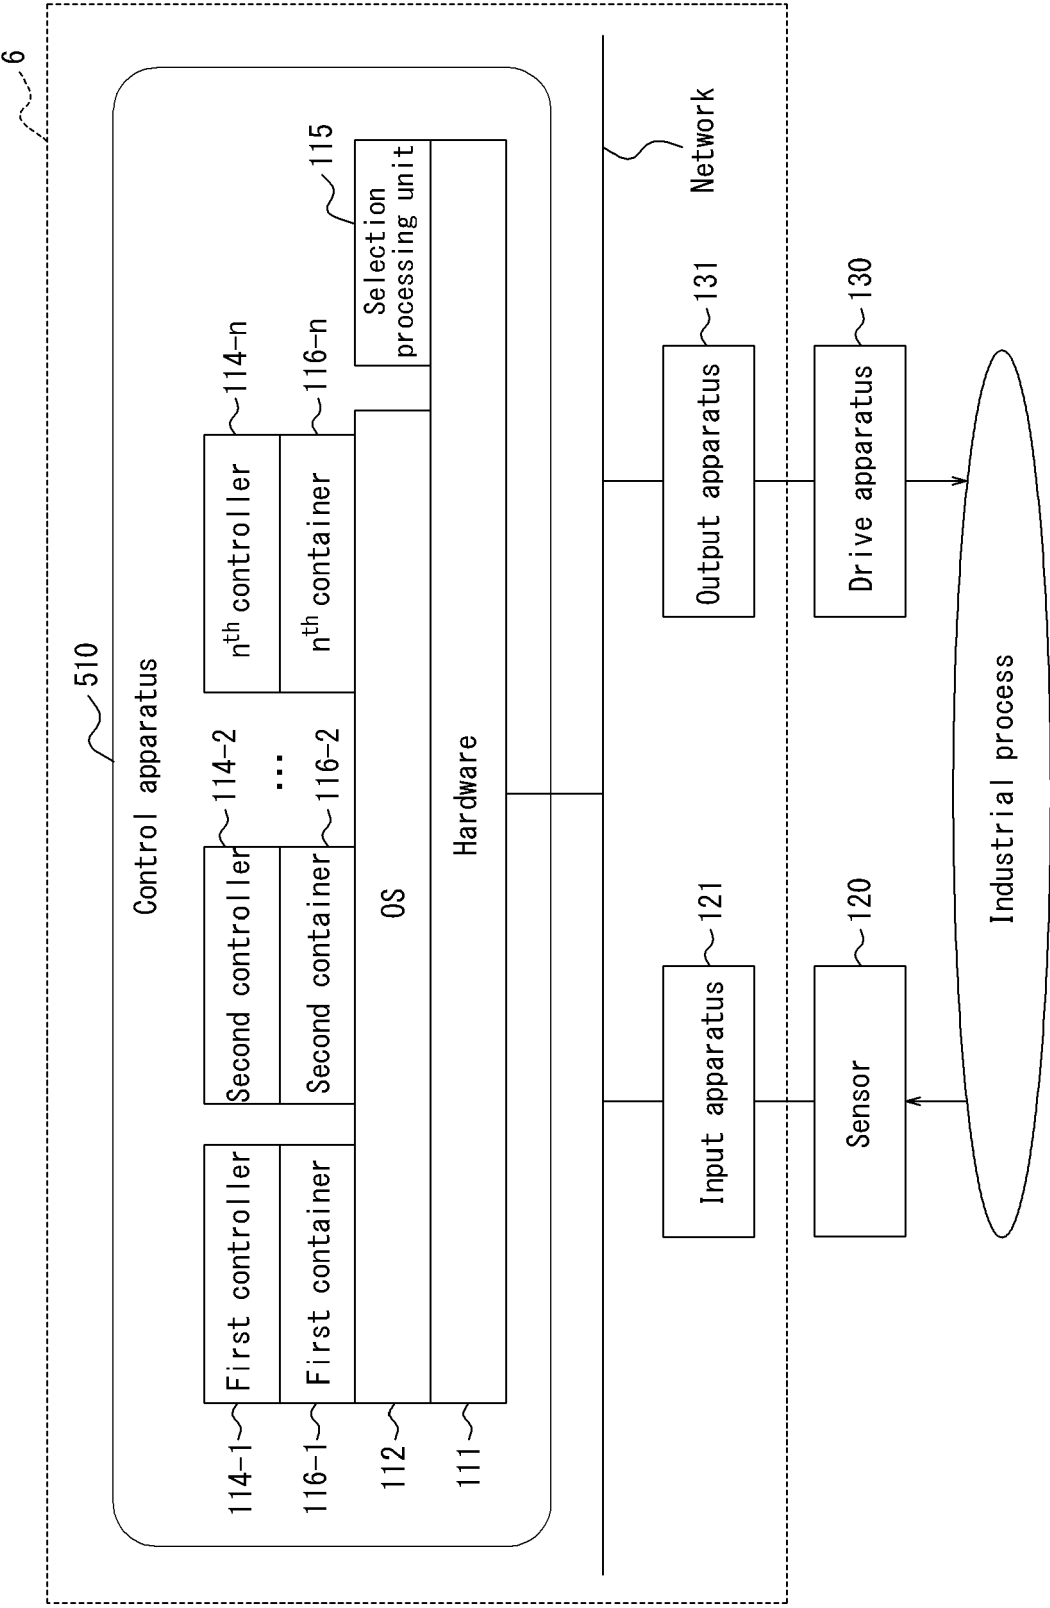 6
510
Control apparatus
114-1
First controller
Second controller
114-2
nth controller
114-n
...
116-1
First container
Second container
116-2
nth container
116-n
115
Selection
processing unit
112
OS
111
Hardware
Network
Input apparatus
121
Output apparatus
131
Sensor
120
Drive apparatus
130
Industrial process